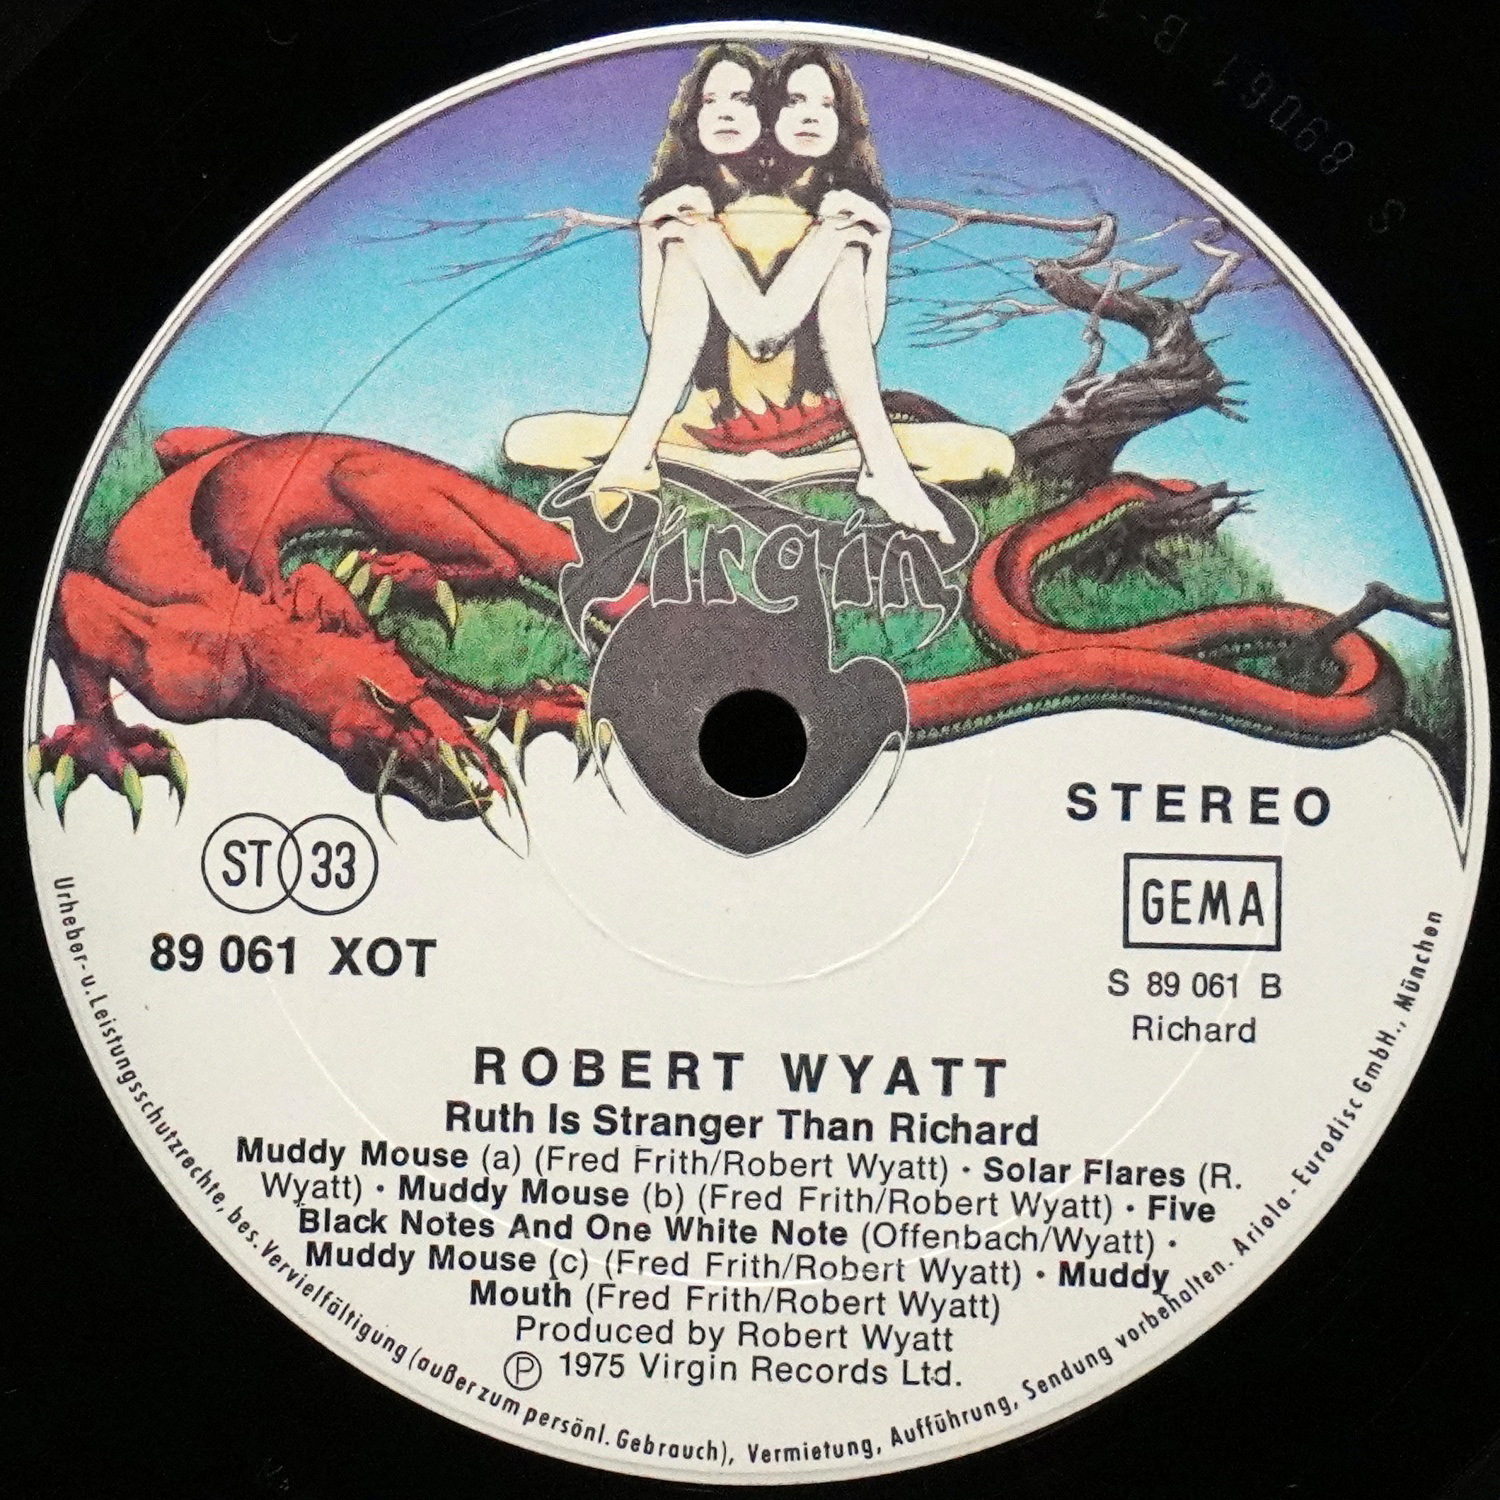 Virgin
STEREO
ST 33
GEMA
89 061 XOT
S 89 061 B
Richard
ROBERT WYATT
Ruth Is Stranger Than Richard
Muddy Mouse (a) (Fred Frith/Robert Wyatt) • Solar Flares (R.
Wyatt) • Muddy Mouse (b) (Fred Frith/Robert Wyatt) • Five
Black Notes And One White Note (Offenbach/Wyatt) •
Muddy Mouse (c) (Fred Frith/Robert Wyatt) • Muddy
Mouth (Fred Frith/Robert Wyatt)
Produced by Robert Wyatt
Ⓟ 1975 Virgin Records Ltd.
Urheber- u. Leistungsschutzrechte, bes. Vervielfältigung (außer zum persönl. Gebrauch), Vermietung, Aufführung, Sendung vorbehalten. Ariola-Eurodisc GmbH., München
S 89061 B-1